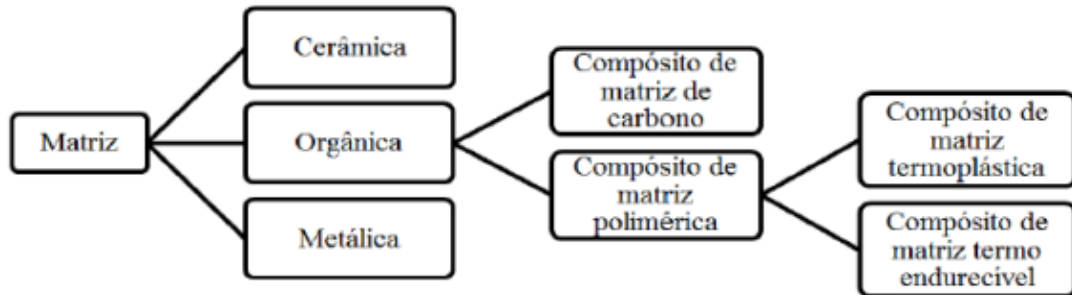 Matriz
Cerâmica
Orgânica
Metálica
Compósito de
matriz de
carbono
Compósito de
matriz
polimérica
Compósito de
matriz
termoplástica
Compósito de
matriz termo
endurecível